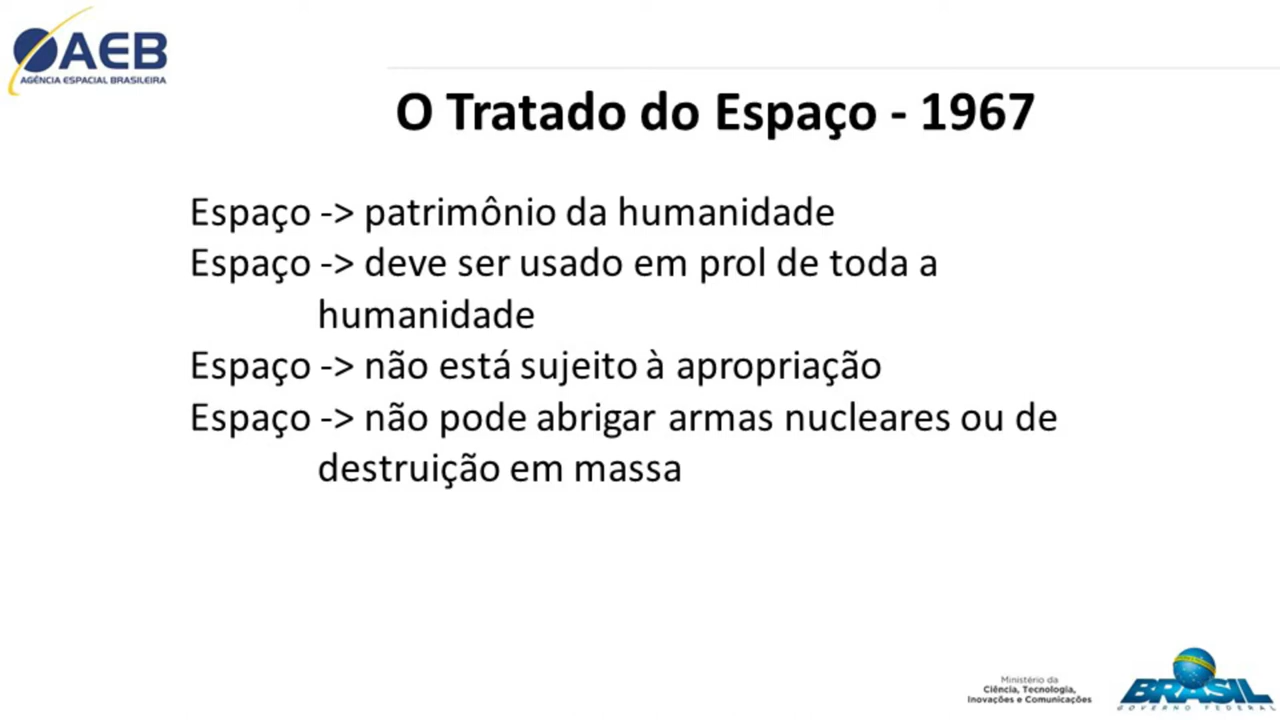 AEB
AGÊNCIA ESPACIAL BRASILEIRA
O Tratado do Espaço - 1967
Espaço -> patrimônio da humanidade
Espaço -> deve ser usado em prol de toda a
humanidade
Espaço -> não está sujeito à apropriação
Espaço -> não pode abrigar armas nucleares ou de
destruição em massa
Ministério da
Ciência, Tecnologia,
Inovações e Comunicações
BRASIL
GOVERNO FEDERAL